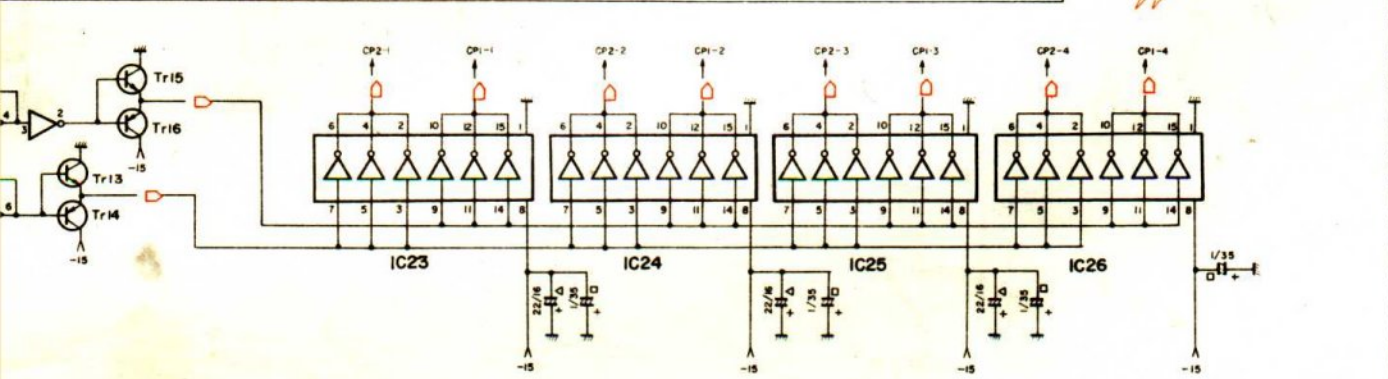 CP2-1 CP1-1 CP2-2 CP1-2 CP2-3 CP1-3 CP2-4 CP1-4
Tr15
4 3 2
Tr16
6 4 2 10 12 15 1 6 4 2 10 12 15 1 6 4 2 10 12 15 1 6 4 2 10 12 15 1
-15
Tr13
6
Tr14
7 5 3 9 11 14 8 7 5 3 9 11 14 8 7 5 3 9 11 14 8 7 5 3 9 11 14 8
-15
IC23 IC24 IC25 IC26
1/35
+
22/16 + 1/35 + 22/16 + 1/35 + 22/16 + 1/35 +
-15 -15 -15 -15